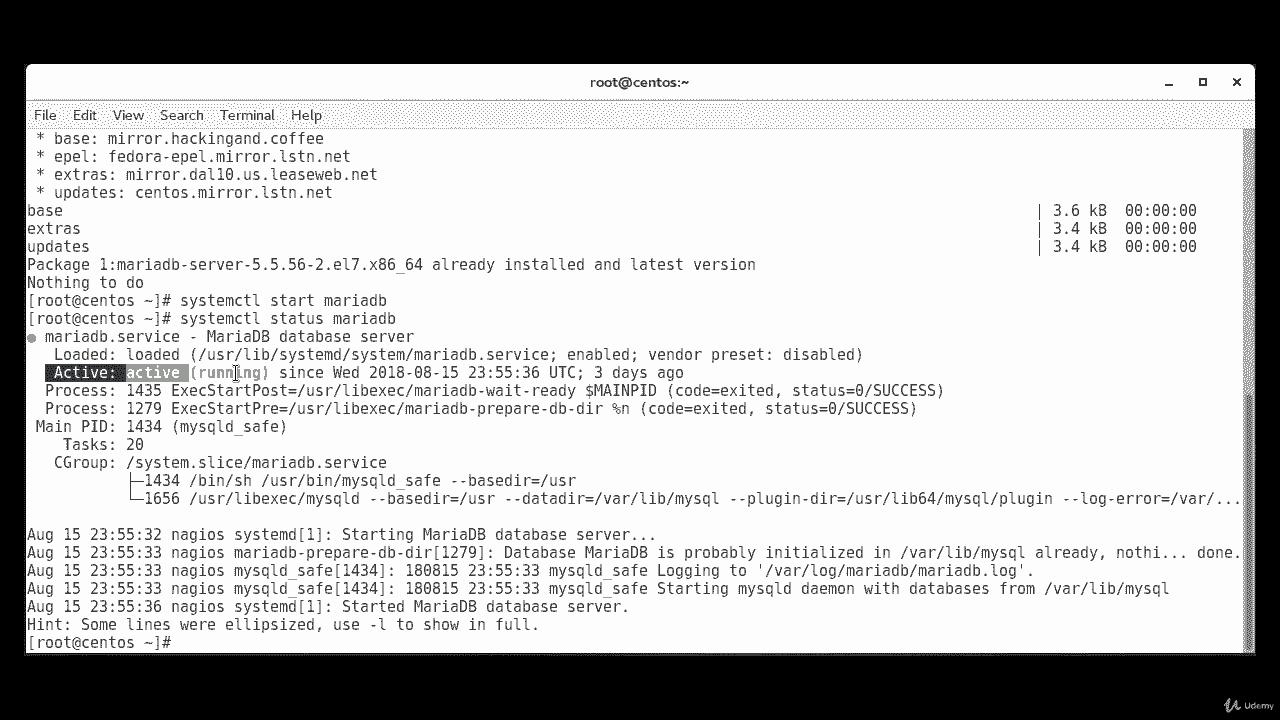 root@centos:~
File Edit View Search Terminal Help
* base: mirror.hackingand.coffee
* epel: fedora-epel.mirror.lstn.net
* extras: mirror.dal10.us.leaseweb.net
* updates: centos.mirror.lstn.net
base | 3.6 kB 00:00:00
extras | 3.4 kB 00:00:00
updates | 3.4 kB 00:00:00
Package 1:mariadb-server-5.5.56-2.el7.x86_64 already installed and latest version
Nothing to do
[root@centos ~]# systemctl start mariadb
[root@centos ~]# systemctl status mariadb
● mariadb.service - MariaDB database server
Loaded: loaded (/usr/lib/systemd/system/mariadb.service; enabled; vendor preset: disabled)
Active: active (running) since Wed 2018-08-15 23:55:36 UTC; 3 days ago
Process: 1435 ExecStartPost=/usr/libexec/mariadb-wait-ready $MAINPID (code=exited, status=0/SUCCESS)
Process: 1279 ExecStartPre=/usr/libexec/mariadb-prepare-db-dir %n (code=exited, status=0/SUCCESS)
Main PID: 1434 (mysqld_safe)
Tasks: 20
CGroup: /system.slice/mariadb.service
├─1434 /bin/sh /usr/bin/mysqld_safe --basedir=/usr
└─1656 /usr/libexec/mysqld --basedir=/usr --datadir=/var/lib/mysql --plugin-dir=/usr/lib64/mysql/plugin --log-error=/var/...
Aug 15 23:55:32 nagios systemd[1]: Starting MariaDB database server...
Aug 15 23:55:33 nagios mariadb-prepare-db-dir[1279]: Database MariaDB is probably initialized in /var/lib/mysql already, nothi... done.
Aug 15 23:55:33 nagios mysqld_safe[1434]: 180815 23:55:33 mysqld_safe Logging to '/var/log/mariadb/mariadb.log'.
Aug 15 23:55:33 nagios mysqld_safe[1434]: 180815 23:55:33 mysqld_safe Starting mysqld daemon with databases from /var/lib/mysql
Aug 15 23:55:36 nagios systemd[1]: Started MariaDB database server.
Hint: Some lines were ellipsized, use -l to show in full.
[root@centos ~]#
Udemy